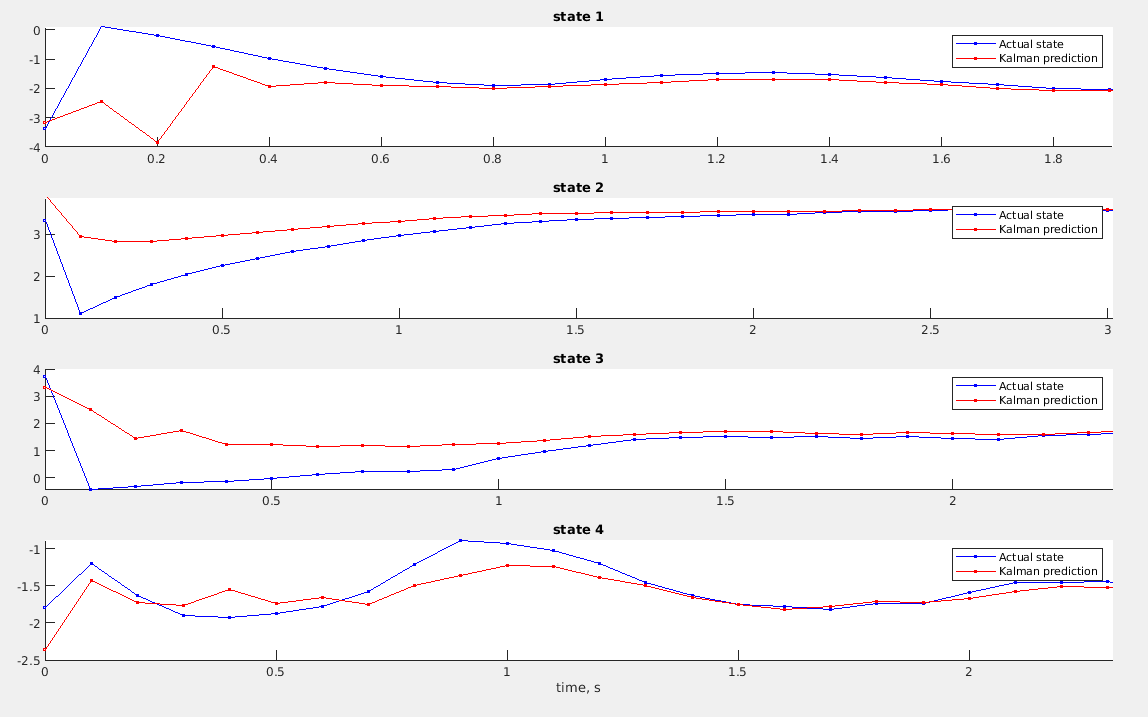 state 1
0
-1
-2
-3
-4
Actual state
Kalman prediction
0 0.2 0.4 0.6 0.8 1 1.2 1.4 1.6 1.8
state 2
3
2
1
Actual state
Kalman prediction
0 0.5 1 1.5 2 2.5 3
state 3
4
3
2
1
0
Actual state
Kalman prediction
0 0.5 1 1.5 2
state 4
-1
-1.5
-2
-2.5
Actual state
Kalman prediction
0 0.5 1 1.5 2
time, s